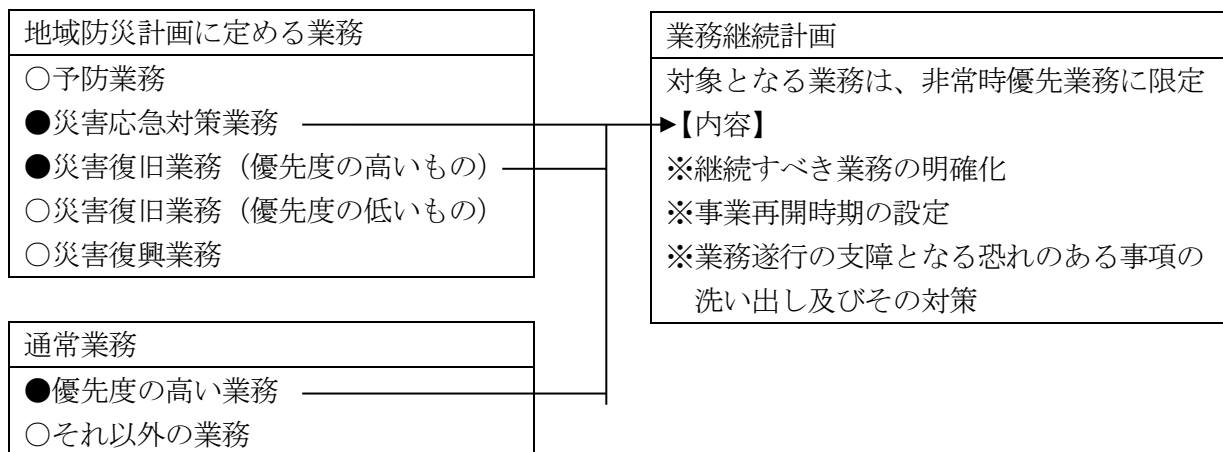 地域防災計画に定める業務
○予防業務
●災害応急対策業務
●災害復旧業務（優先度の高いもの）
○災害復旧業務（優先度の低いもの）
○災害復興業務
通常業務
●優先度の高い業務
○それ以外の業務
業務継続計画
対象となる業務は、非常時優先業務に限定
【内容】
※継続すべき業務の明確化
※事業再開時期の設定
※業務遂行の支障となる恐れのある事項の
洗い出し及びその対策